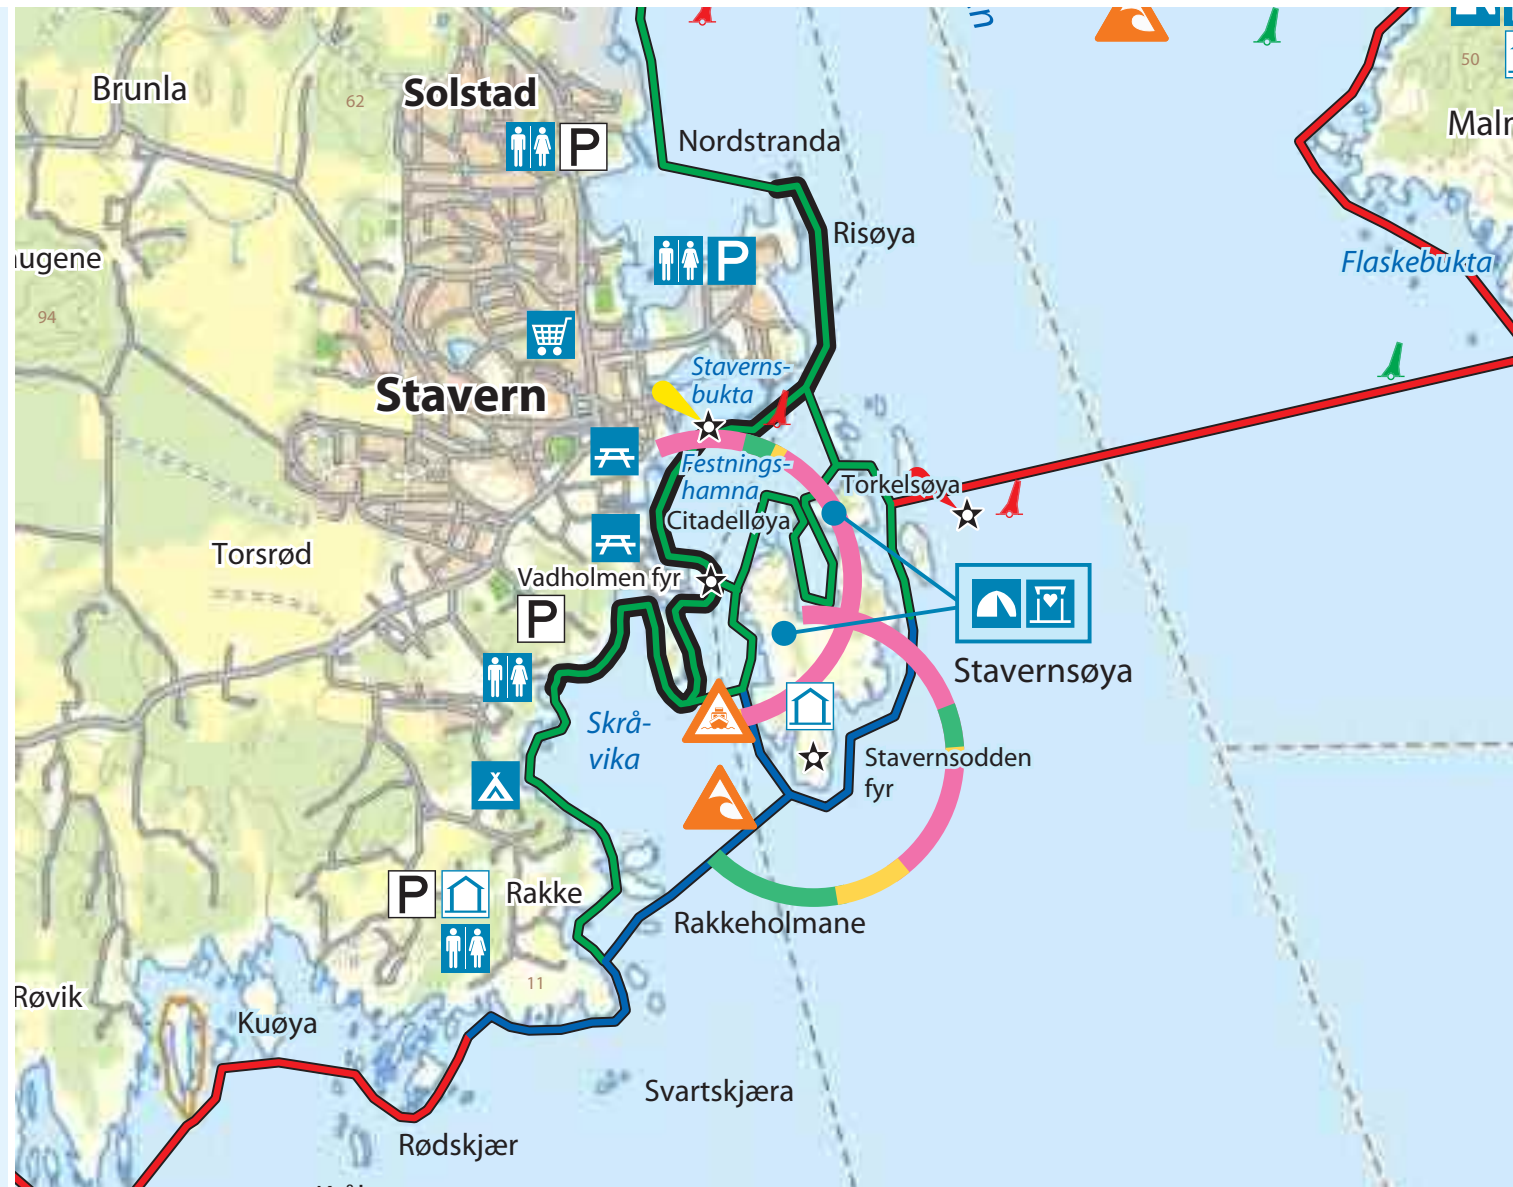 n
50
Brunla
62
Solstad
Malr
Nordstranda
P
Risøya
ugene
P
Flaskebukta
94
Staverns-
bukta
Stavern
Festnings-
hamna
Torkelsøya
Citadelløya
Torsrød
Vadholmen fyr
P
Stavernsøya
Skrå-
vika
Stavernsodden
fyr
P
Rakke
Rakkeholmane
11
Røvik
Kuøya
Svartskjæra
Rødskjær